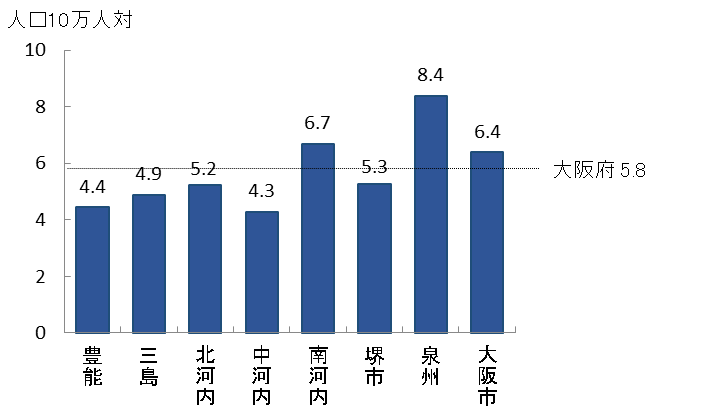 人口10万人対
10
8
6
4
2
0
4.4
4.9
5.2
4.3
6.7
5.3
8.4
6.4
大阪府 5.8
豊能
三島
北河内
中河内
南河内
堺市
泉州
大阪市